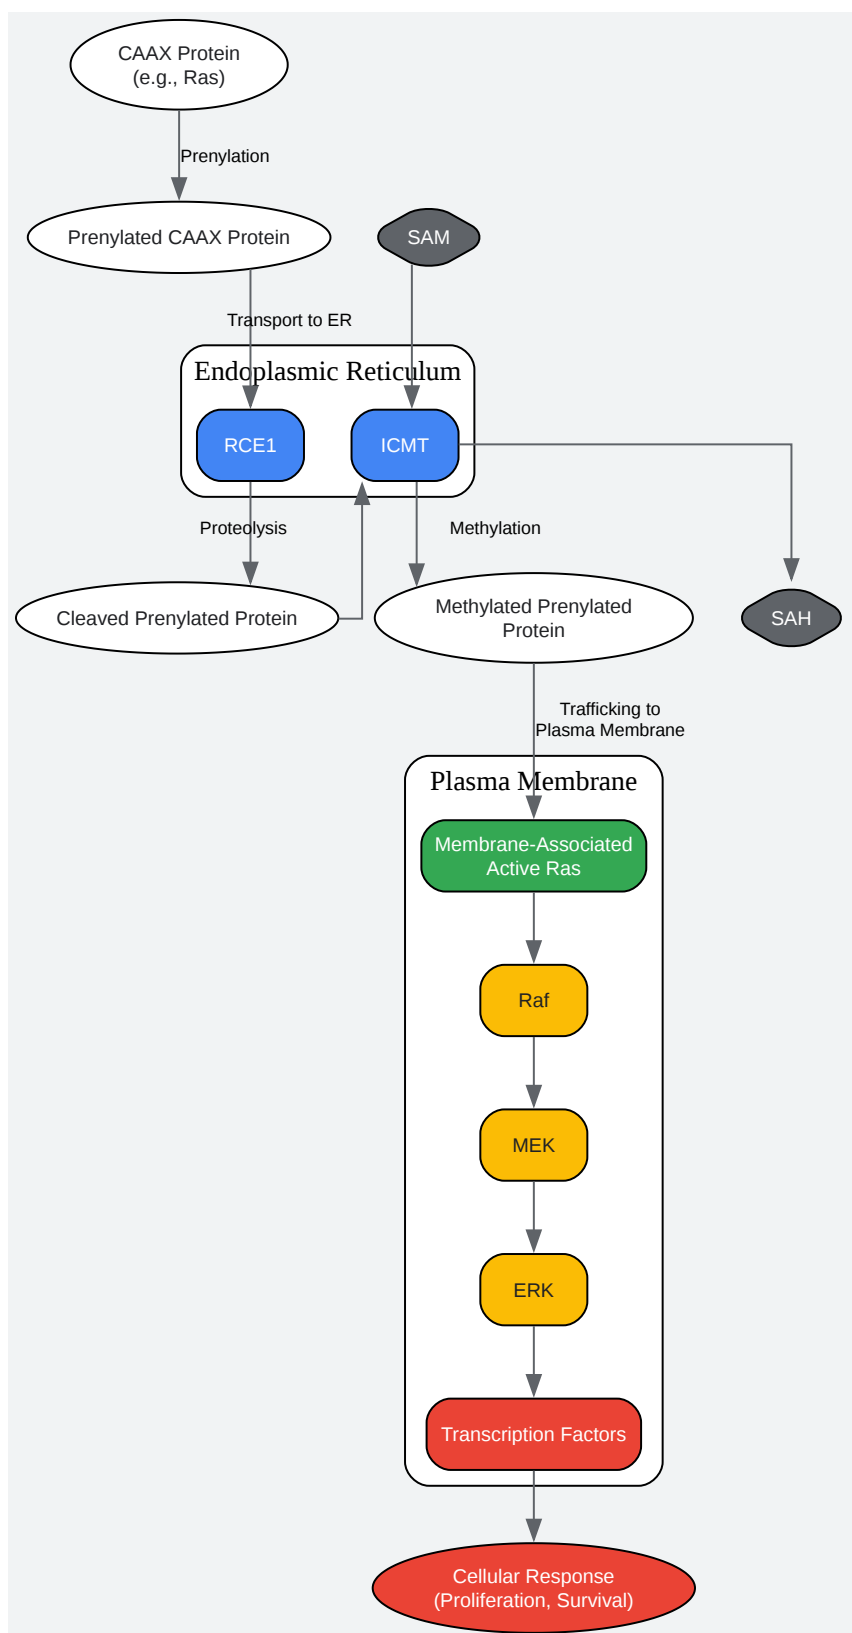 CAAX Protein
(e.g., Ras)
Prenylation
Prenylated CAAX Protein
SAM
Transport to ER
Endoplasmic Reticulum
RCE1
ICMT
Proteolysis
Methylation
Cleaved Prenylated Protein
Methylated Prenylated
Protein
SAH
Trafficking to
Plasma Membrane
Plasma Membrane
Membrane-Associated
Active Ras
Raf
MEK
ERK
Transcription Factors
Cellular Response
(Proliferation, Survival)